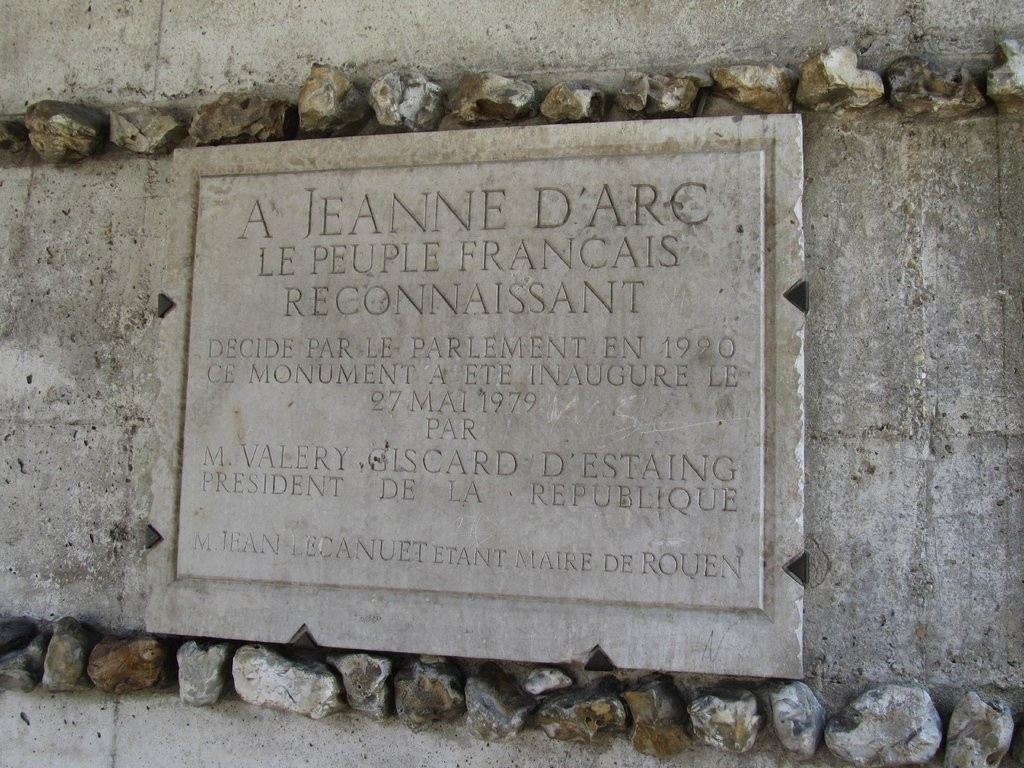 A JEANNE D'ARC
LE PEUPLE FRANCAIS
RECONNAISSANT
DECIDE PAR LE PARLEMENT EN 1920
CE MONUMENT A ETE INAUGURE LE
27 MAI 1979
PAR
M. VALERY GISCARD D'ESTAING
PRESIDENT DE LA REPUBLIQUE
M. JEAN LECANUET ETANT MAIRE DE ROUEN